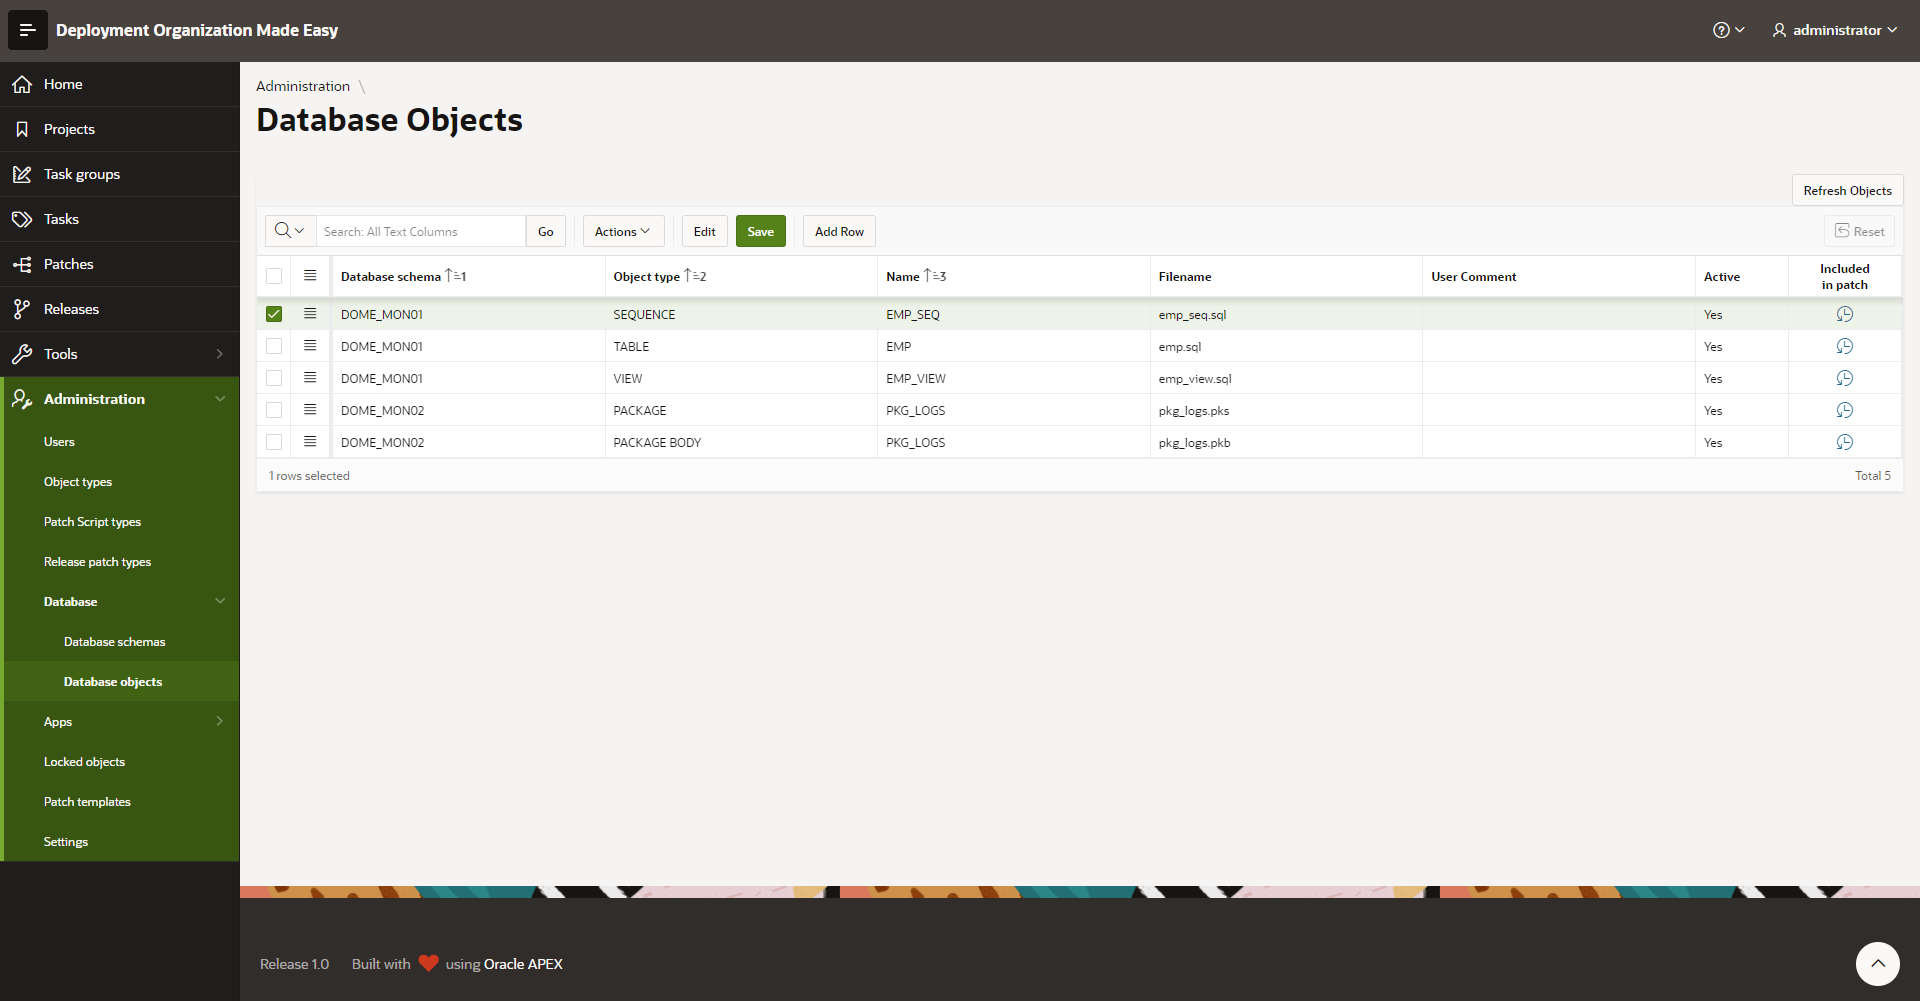 Deployment Organization Made Easy
administrator
Home
Projects
Task groups
Tasks
Patches
Releases
Tools
Administration
Users
Object types
Patch Script types
Release patch types
Database
Database schemas
Database objects
Apps
Locked objects
Patch templates
Settings
Administration \
Database Objects
Refresh Objects
Search: All Text Columns Go Actions Edit Save Add Row Reset
Database schema 1 Object type 2 Name 3 Filename User Comment Active Included in patch
DOME_MON01 SEQUENCE EMP_SEQ emp_seq.sql Yes
DOME_MON01 TABLE EMP emp.sql Yes
DOME_MON01 VIEW EMP_VIEW emp_view.sql Yes
DOME_MON02 PACKAGE PKG_LOGS pkg_logs.pks Yes
DOME_MON02 PACKAGE BODY PKG_LOGS pkg_logs.pkb Yes
1 rows selected Total 5
Release 1.0 Built with ❤ using Oracle APEX